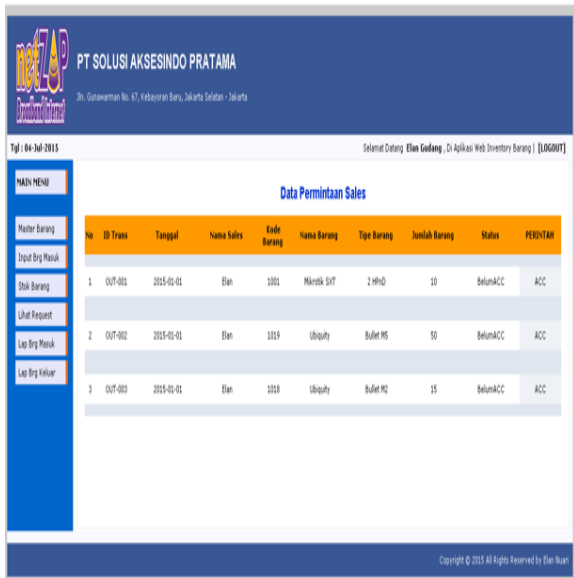 netZAP
Broadband Internet
PT SOLUSI AKSESINDO PRATAMA
Jln. Gunawarman No. 67, Kebayoran Baru, Jakarta Selatan - Jakarta
Tgl : 04-Jul-2015
Selamat Datang Elan Gudang , Di Aplikasi Web Inventory Barang | [LOGOUT]
MAIN MENU
Master Barang
Input Brg Masuk
Stok Barang
Lihat Request
Lap Brg Masuk
Lap Brg Keluar
Data Permintaan Sales
No ID Trans Tanggal Nama Sales Kode Barang Nama Barang Tipe Barang Jumlah Barang Status PERINTAH
1 OUT-001 2015-01-01 Elan 1001 Mikrotik SXT 2 HPnD 10 BelumACC ACC
2 OUT-002 2015-01-01 Elan 1019 Ubiquity Bullet M5 50 BelumACC ACC
3 OUT-003 2015-01-01 Elan 1018 Ubiquity Bullet M2 15 BelumACC ACC
Copyright © 2015 All Rights Reserved by Elan Nuari